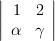 | 1 2 |
| α γ |